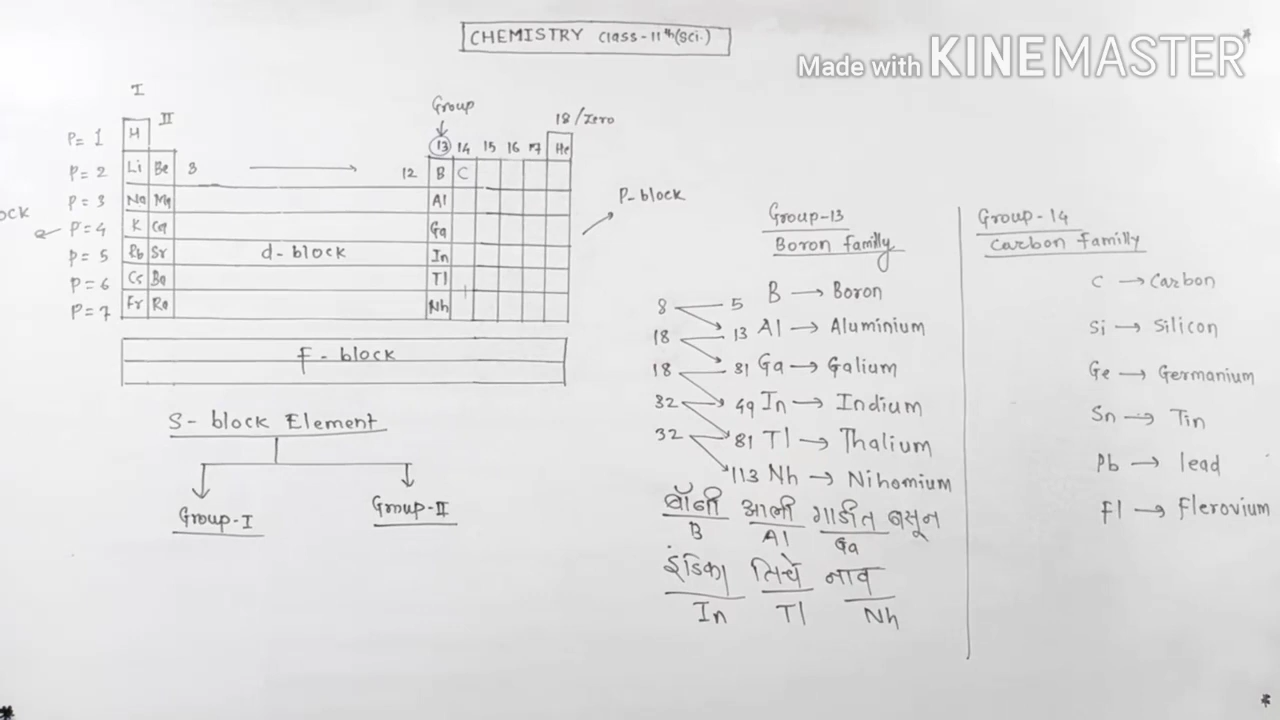 CHEMISTRY class-11th (Sci.)
Made with KINEMASTER
I
II
Group
18/Zero
P= 1 H 13 14 15 16 17 He
P= 2 Li Be 3 12 B C
P= 3 Na Mg Al
P=4 K Ca Ga
P= 5 Rb Sr d-block In
P= 6 Cs Ba Tl
P= 7 Fr Ra Nh
ock
P-block
F-block
S-block Element
Group-I
Group-II
Group-13
Boron familly
8 5 B → Boron
18 13 Al → Aluminium
18 31 Ga → Galium
32 49 In → Indium
32 81 Tl → Thalium
113 Nh → Nihomium
बॉनी आली गाडीत बसून
B Al Ga
इंडिका तिचे नाव
In Tl Nh
Group-14
Carbon familly
C → Carbon
Si → Silicon
Ge → Germanium
Sn → Tin
Pb → lead
Fl → Flerovium